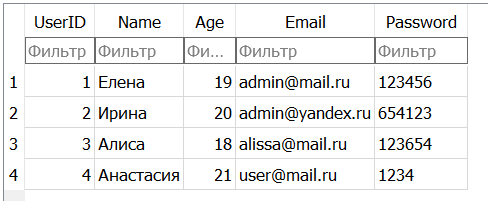 UserID Name Age Email Password
Фильтр Фильтр Фи... Фильтр Фильтр
1 1 Елена 19 admin@mail.ru 123456
2 2 Ирина 20 admin@yandex.ru 654123
3 3 Алиса 18 alissa@mail.ru 123654
4 4 Анастасия 21 user@mail.ru 1234